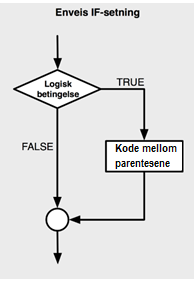 Enveis IF-setning
Logisk
betingelse
TRUE
FALSE
Kode mellom
parentesene